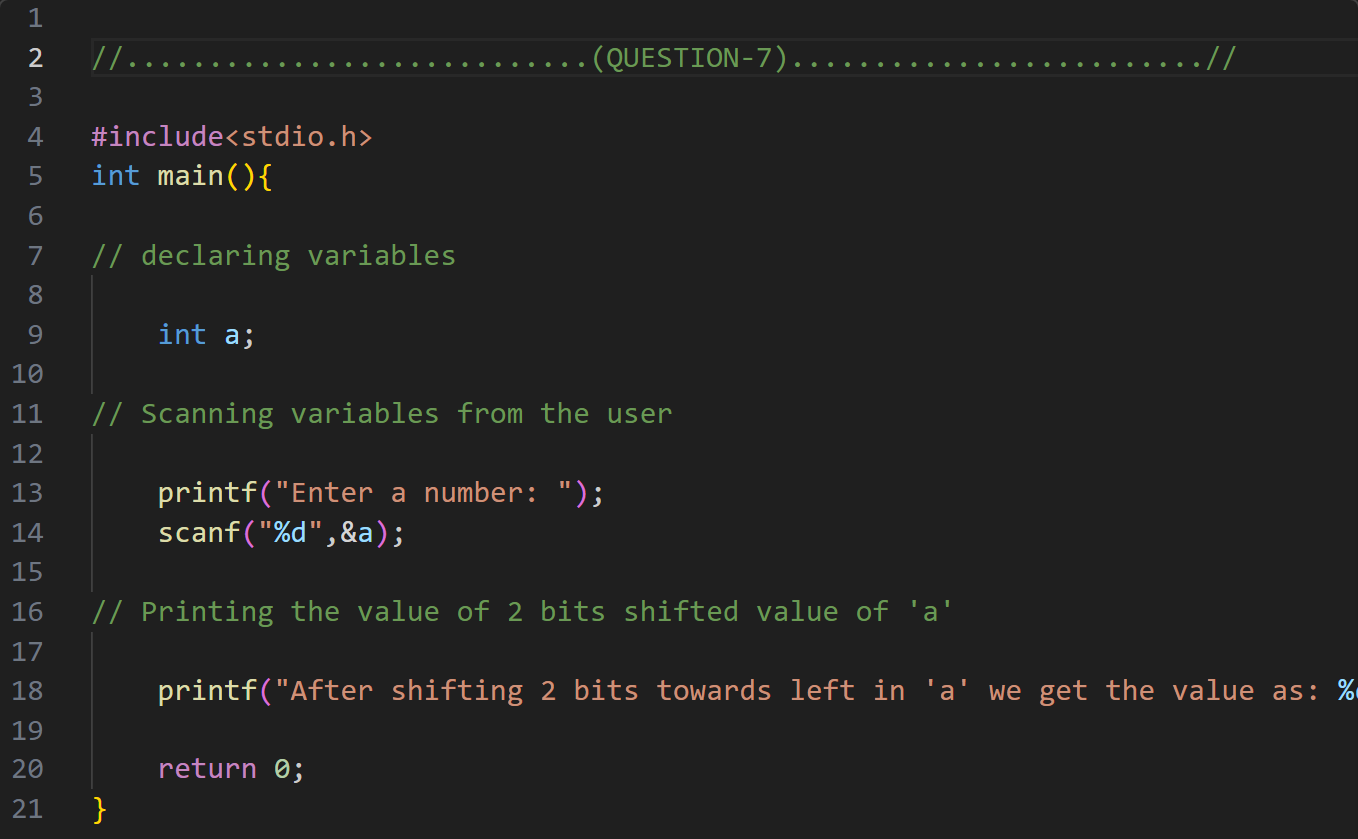 1
2 //............................(QUESTION-7).........................//
3
4 #include<stdio.h>
5 int main(){
6
7 // declaring variables
8
9     int a;
10
11 // Scanning variables from the user
12
13     printf("Enter a number: ");
14     scanf("%d",&a);
15
16 // Printing the value of 2 bits shifted value of 'a'
17
18     printf("After shifting 2 bits towards left in 'a' we get the value as: %
19
20     return 0;
21 }